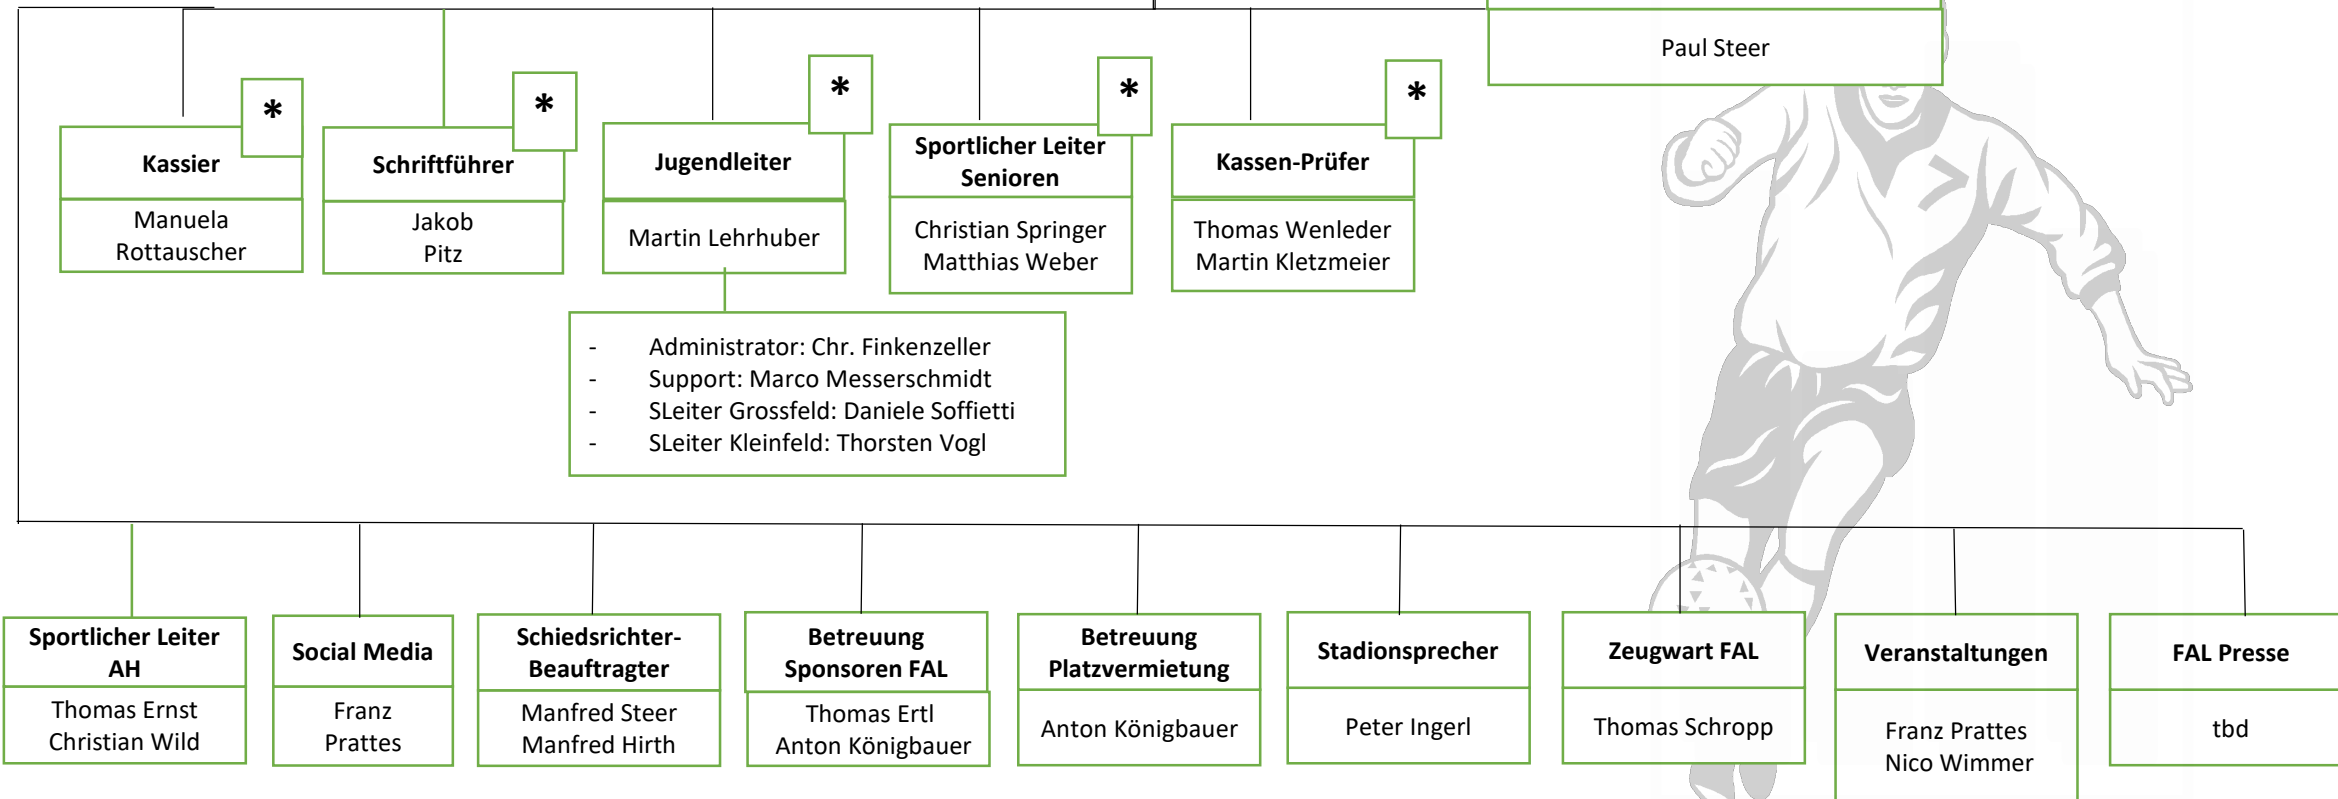 Paul Steer
*
*
*
*
*
Kassier
Manuela
Rottauscher
Schriftführer
Jakob
Pitz
Jugendleiter
Martin Lehrhuber
Sportlicher Leiter
Senioren
Christian Springer
Matthias Weber
Kassen-Prüfer
Thomas Wenleder
Martin Kletzmeier
- Administrator: Chr. Finkenzeller
- Support: Marco Messerschmidt
- SLeiter Grossfeld: Daniele Soffietti
- SLeiter Kleinfeld: Thorsten Vogl
Sportlicher Leiter
AH
Thomas Ernst
Christian Wild
Social Media
Franz
Prattes
Schiedsrichter-
Beauftragter
Manfred Steer
Manfred Hirth
Betreuung
Sponsoren FAL
Thomas Ertl
Anton Königbauer
Betreuung
Platzvermietung
Anton Königbauer
Stadionsprecher
Peter Ingerl
Zeugwart FAL
Thomas Schropp
Veranstaltungen
Franz Prattes
Nico Wimmer
FAL Presse
tbd
7